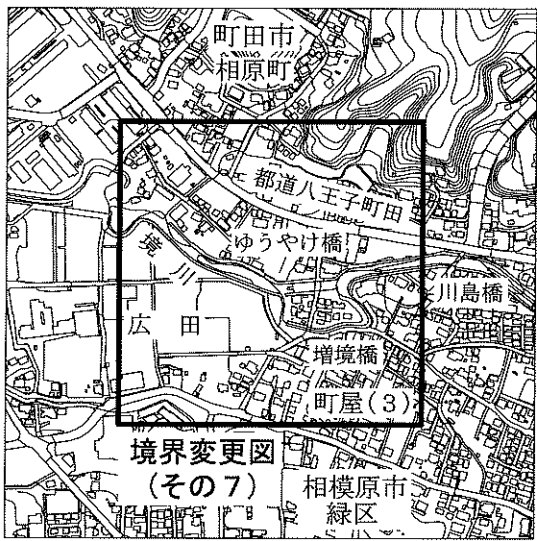 町田市
相原町
都道八王子町田
ゆうやけ橋
境川
川島橋
広田
増境橋
町屋(3)
境界変更図
(その7)
相模原市
緑区